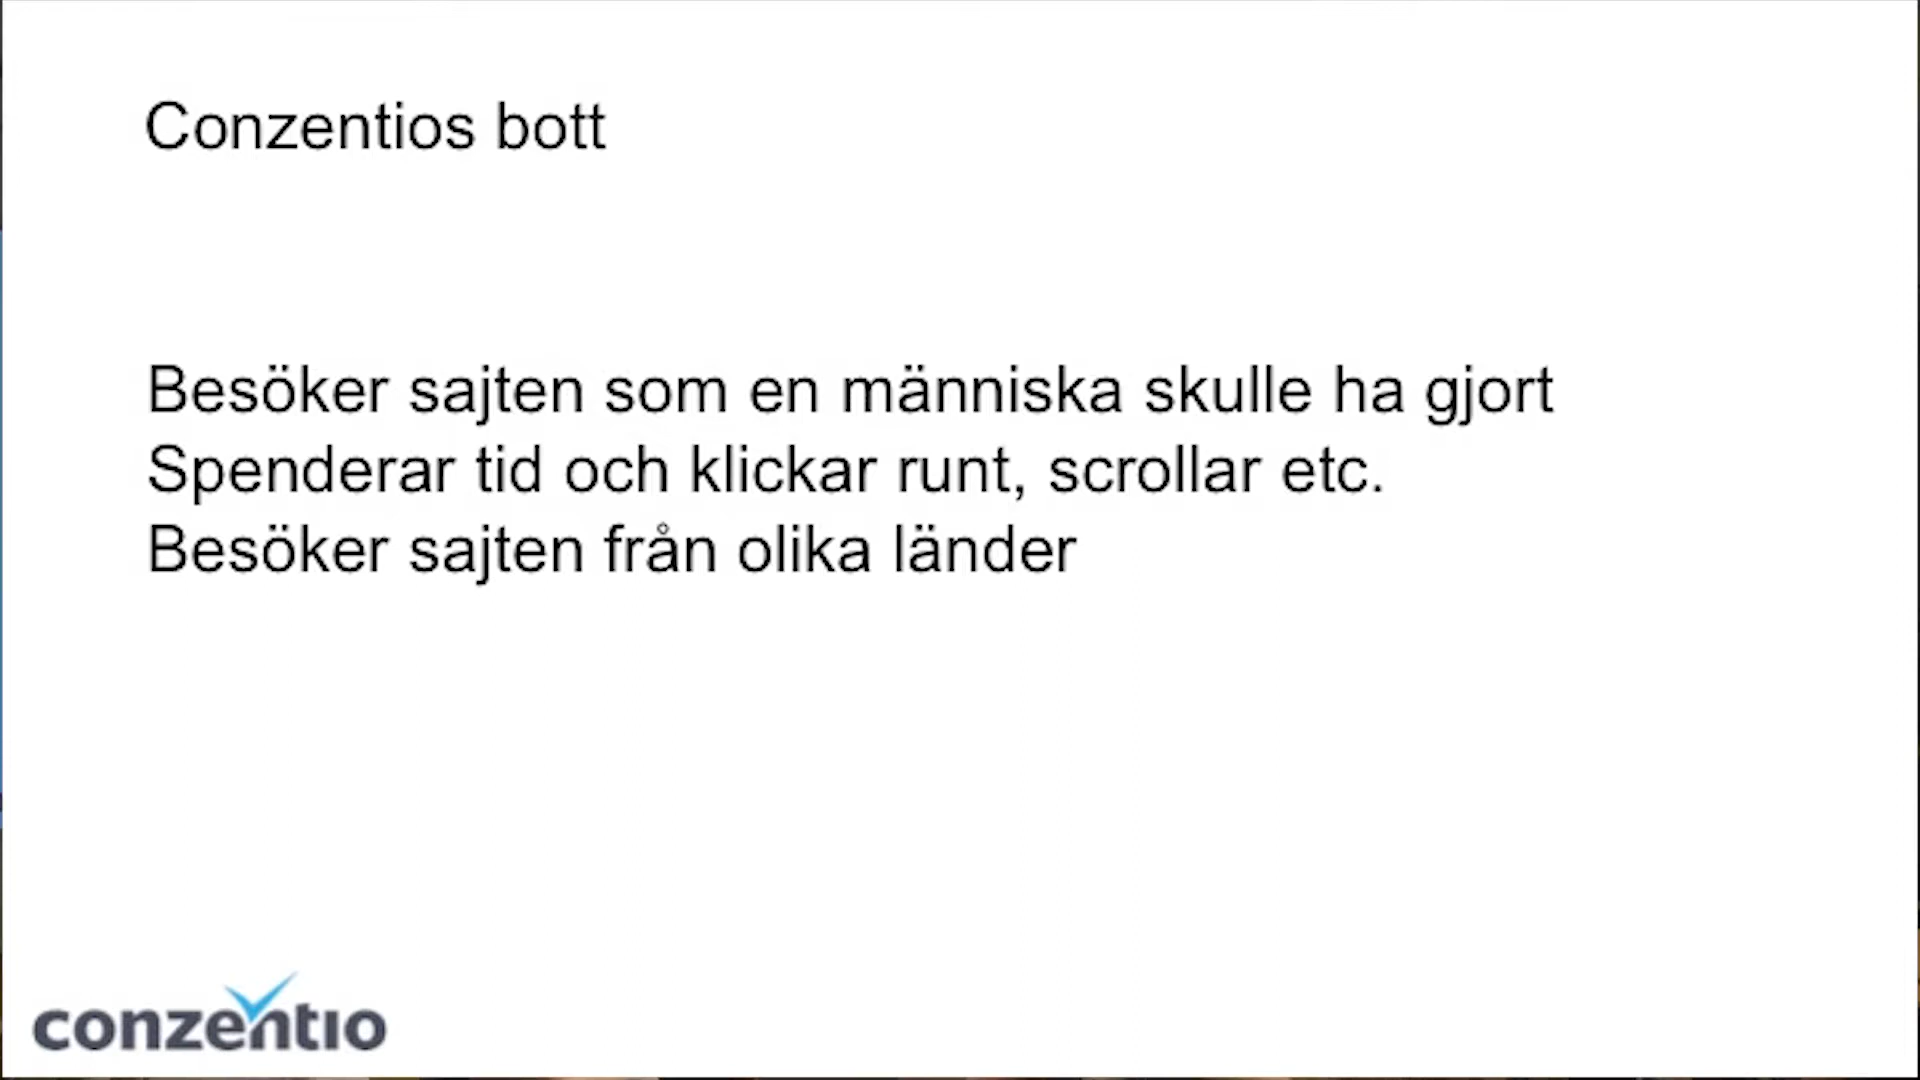 Conzentios bott
Besöker sajten som en människa skulle ha gjort
Spenderar tid och klickar runt, scrollar etc.
Besöker sajten från olika länder
conzentio